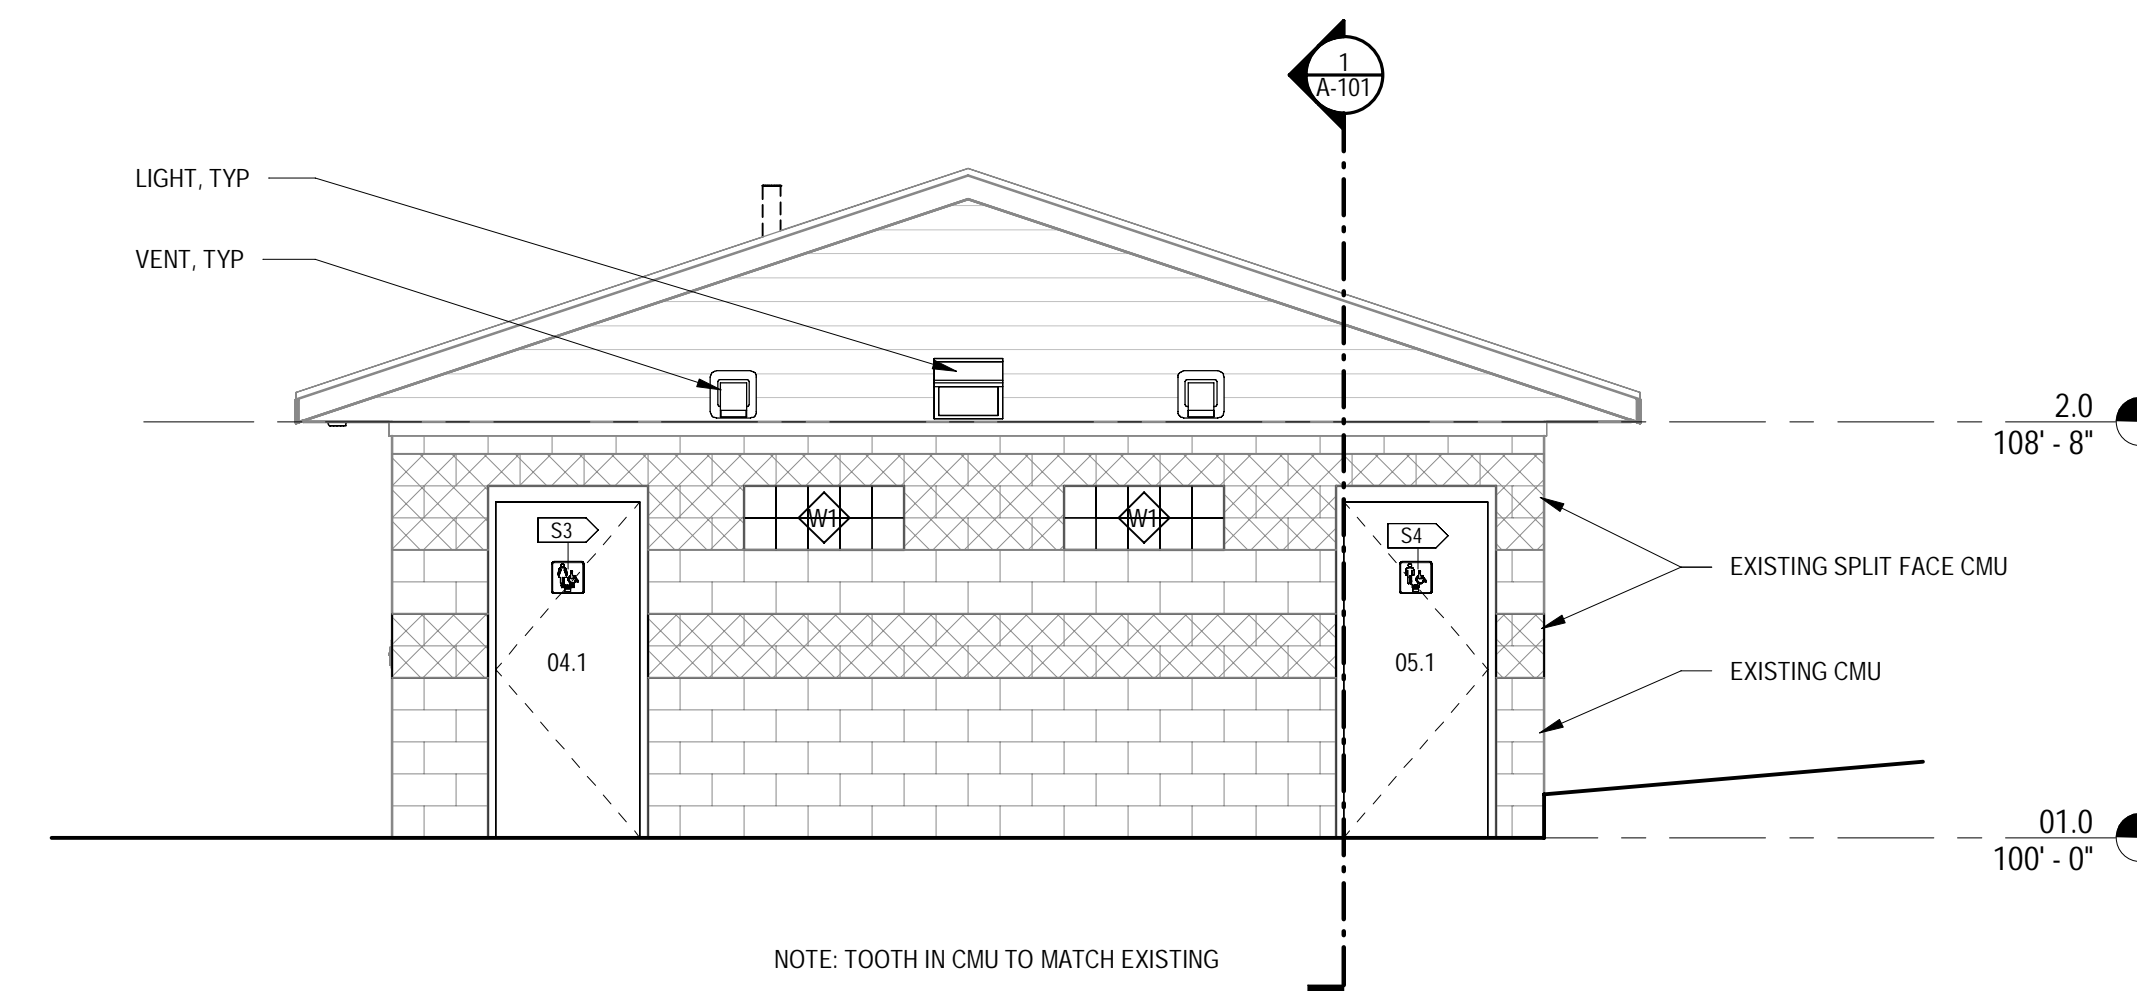 1
A-101
LIGHT, TYP
VENT, TYP
2.0
108' - 8"
W1
W1
S3
S4
EXISTING SPLIT FACE CMU
04.1
05.1
EXISTING CMU
01.0
100' - 0"
NOTE: TOOTH IN CMU TO MATCH EXISTING